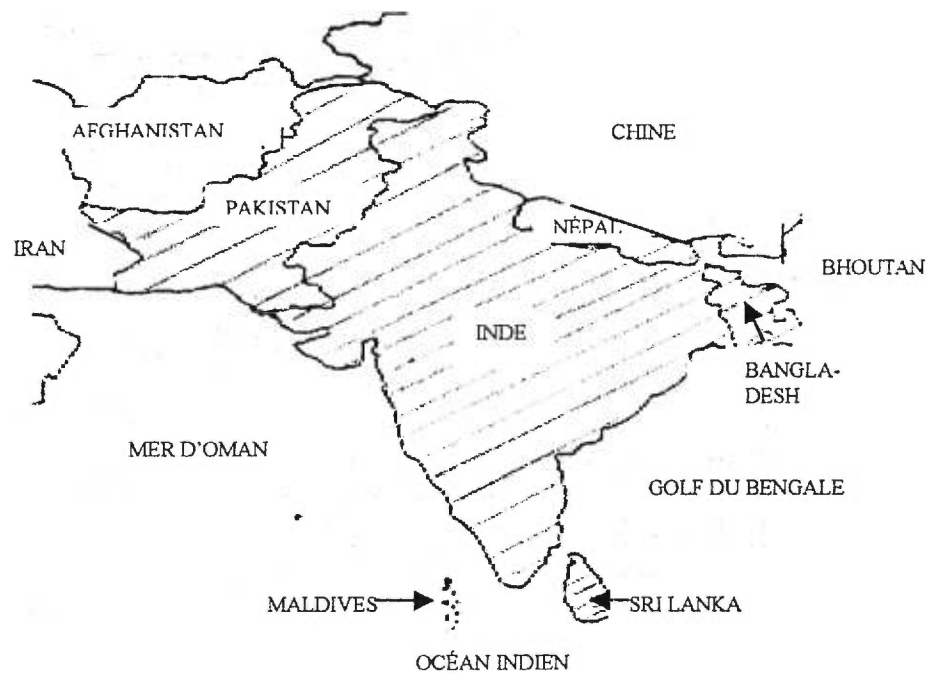 AFGHANISTAN
CHINE
PAKISTAN
NÉPAL
IRAN
BHOUTAN
INDE
BANGLA-
DESH
MER D'OMAN
GOLF DU BENGALE
MALDIVES
SRI LANKA
OCÉAN INDIEN